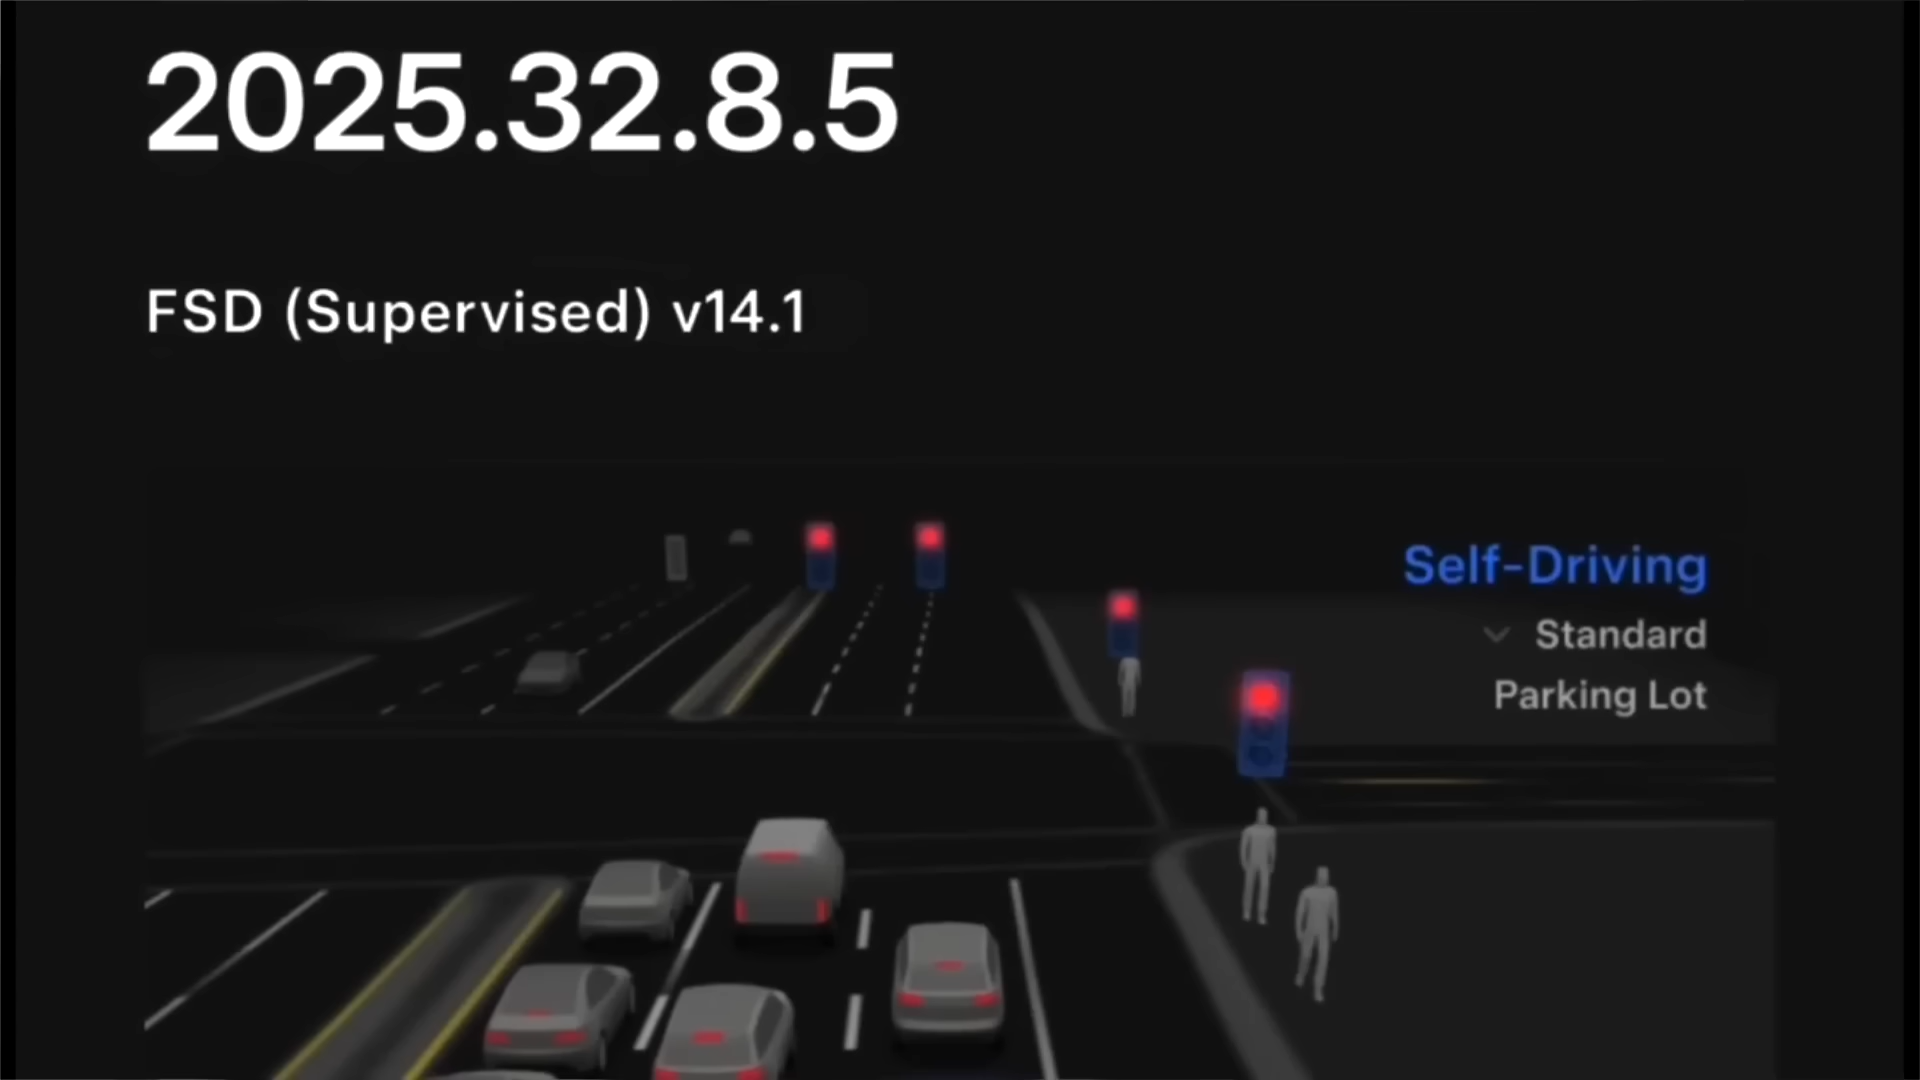 2025.32.8.5
FSD (Supervised) v14.1
Self-Driving
Standard
Parking Lot